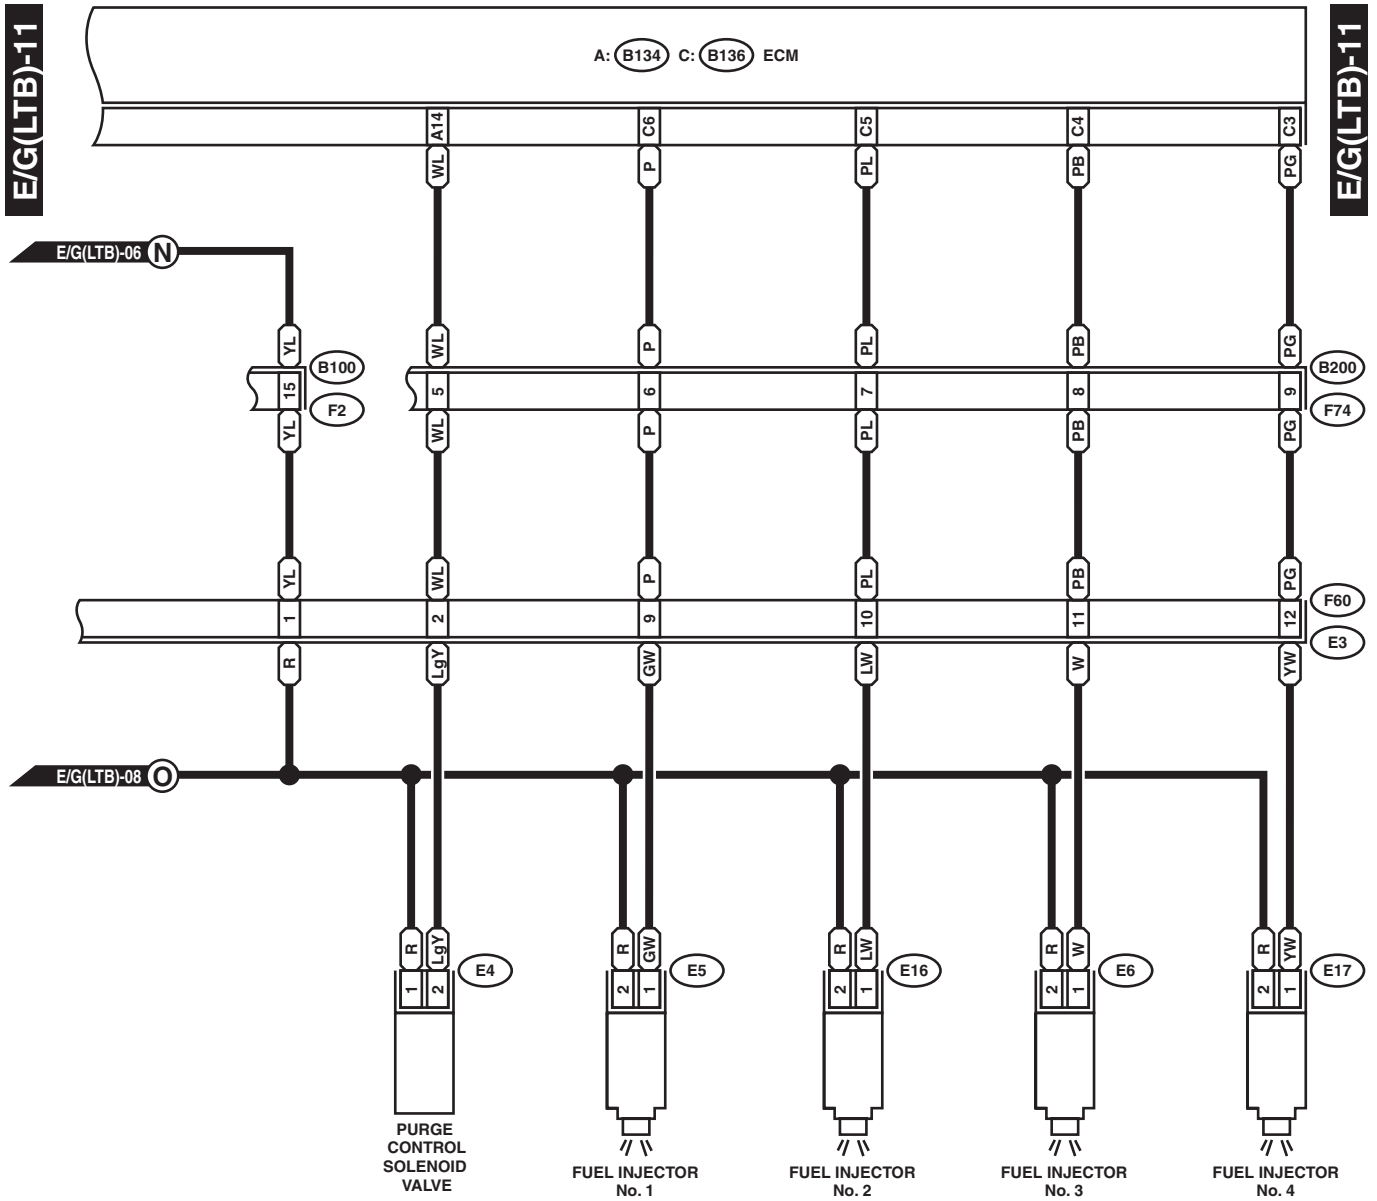 E/G(LTB)-11
E/G(LTB)-11
A: B134 C: B136 ECM
A14 C6 C5 C4 C3
WL P PL PB PG
E/G(LTB)-06 N
YL WL P PL PB PG
B100 B200
15 5 6 7 8 9
F2 F74
YL WL P PL PB PG
YL WL P PL PB PG
F60
1 2 9 10 11 12
E3
R LgY GW LW W YW
E/G(LTB)-08 O
R LgY R GW R LW R W R YW
E4 E5 E16 E6 E17
1 2 2 1 2 1 2 1 2 1
PURGE
CONTROL
SOLENOID
VALVE
FUEL INJECTOR
No. 1
FUEL INJECTOR
No. 2
FUEL INJECTOR
No. 3
FUEL INJECTOR
No. 4